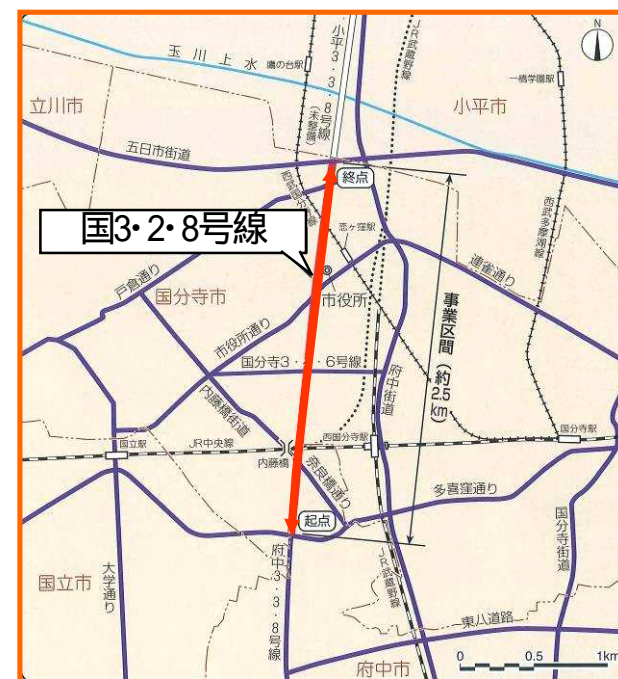 N
玉川上水
鷹の台駅
小平3・3・8号線
(未整備)
JR武蔵野線
一橋学園駅
立川市
小平市
五日市街道
終点
西武国分寺線
西武多摩湖線
国3・2・8号線
恋ヶ窪駅
連雀通り
戸倉通り
国分寺市
市役所
市役所通り
事業区間(約2.5km)
国分寺3・4・6号線
府中街道
内藤橋街道
国立駅
JR中央線
西国分寺駅
国分寺駅
内藤橋
奈良橋通り
多喜窪通り
起点
国分寺街道
国立市
大学通り
府中3・3・8号線
JR武蔵野線
東八道路
府中市
0 0.5 1km